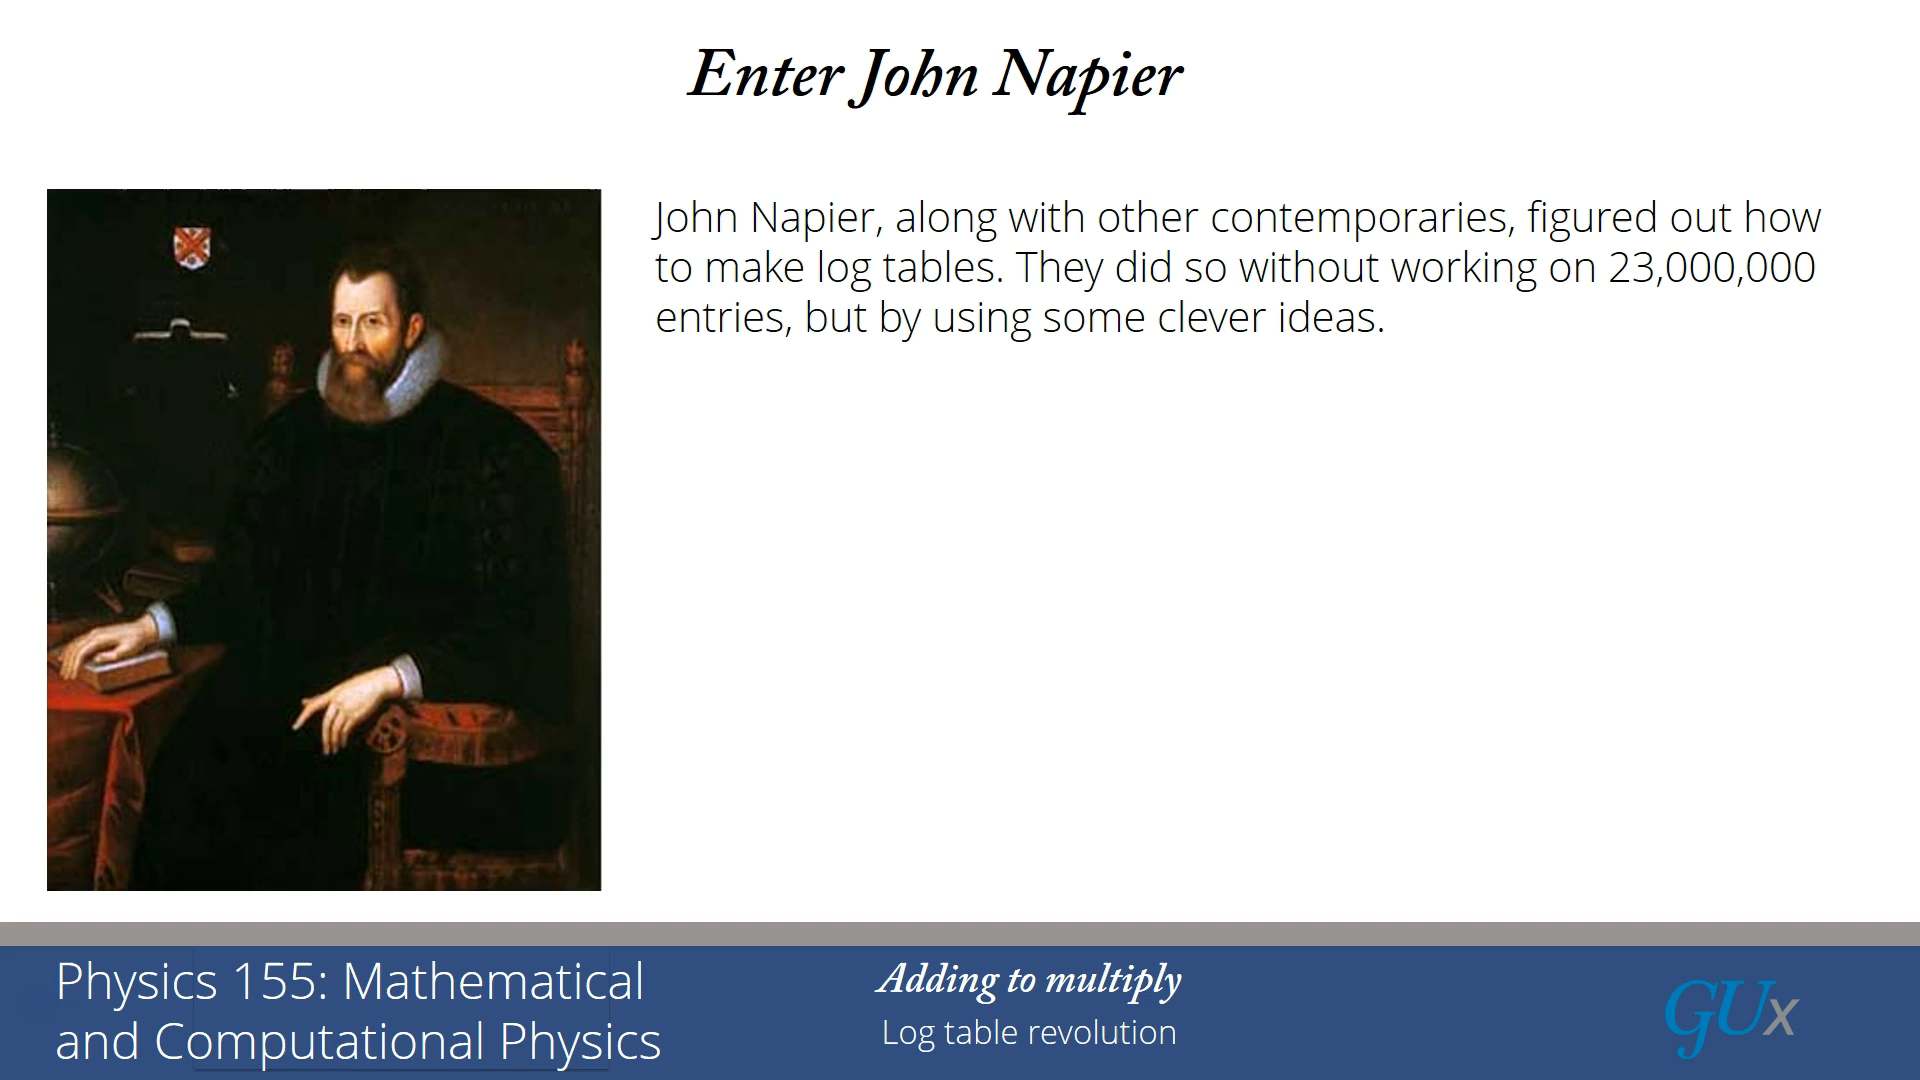 Enter John Napier
John Napier, along with other contemporaries, figured out how
to make log tables. They did so without working on 23,000,000
entries, but by using some clever ideas.
Physics 155: Mathematical
and Computational Physics
Adding to multiply
Log table revolution
GUx